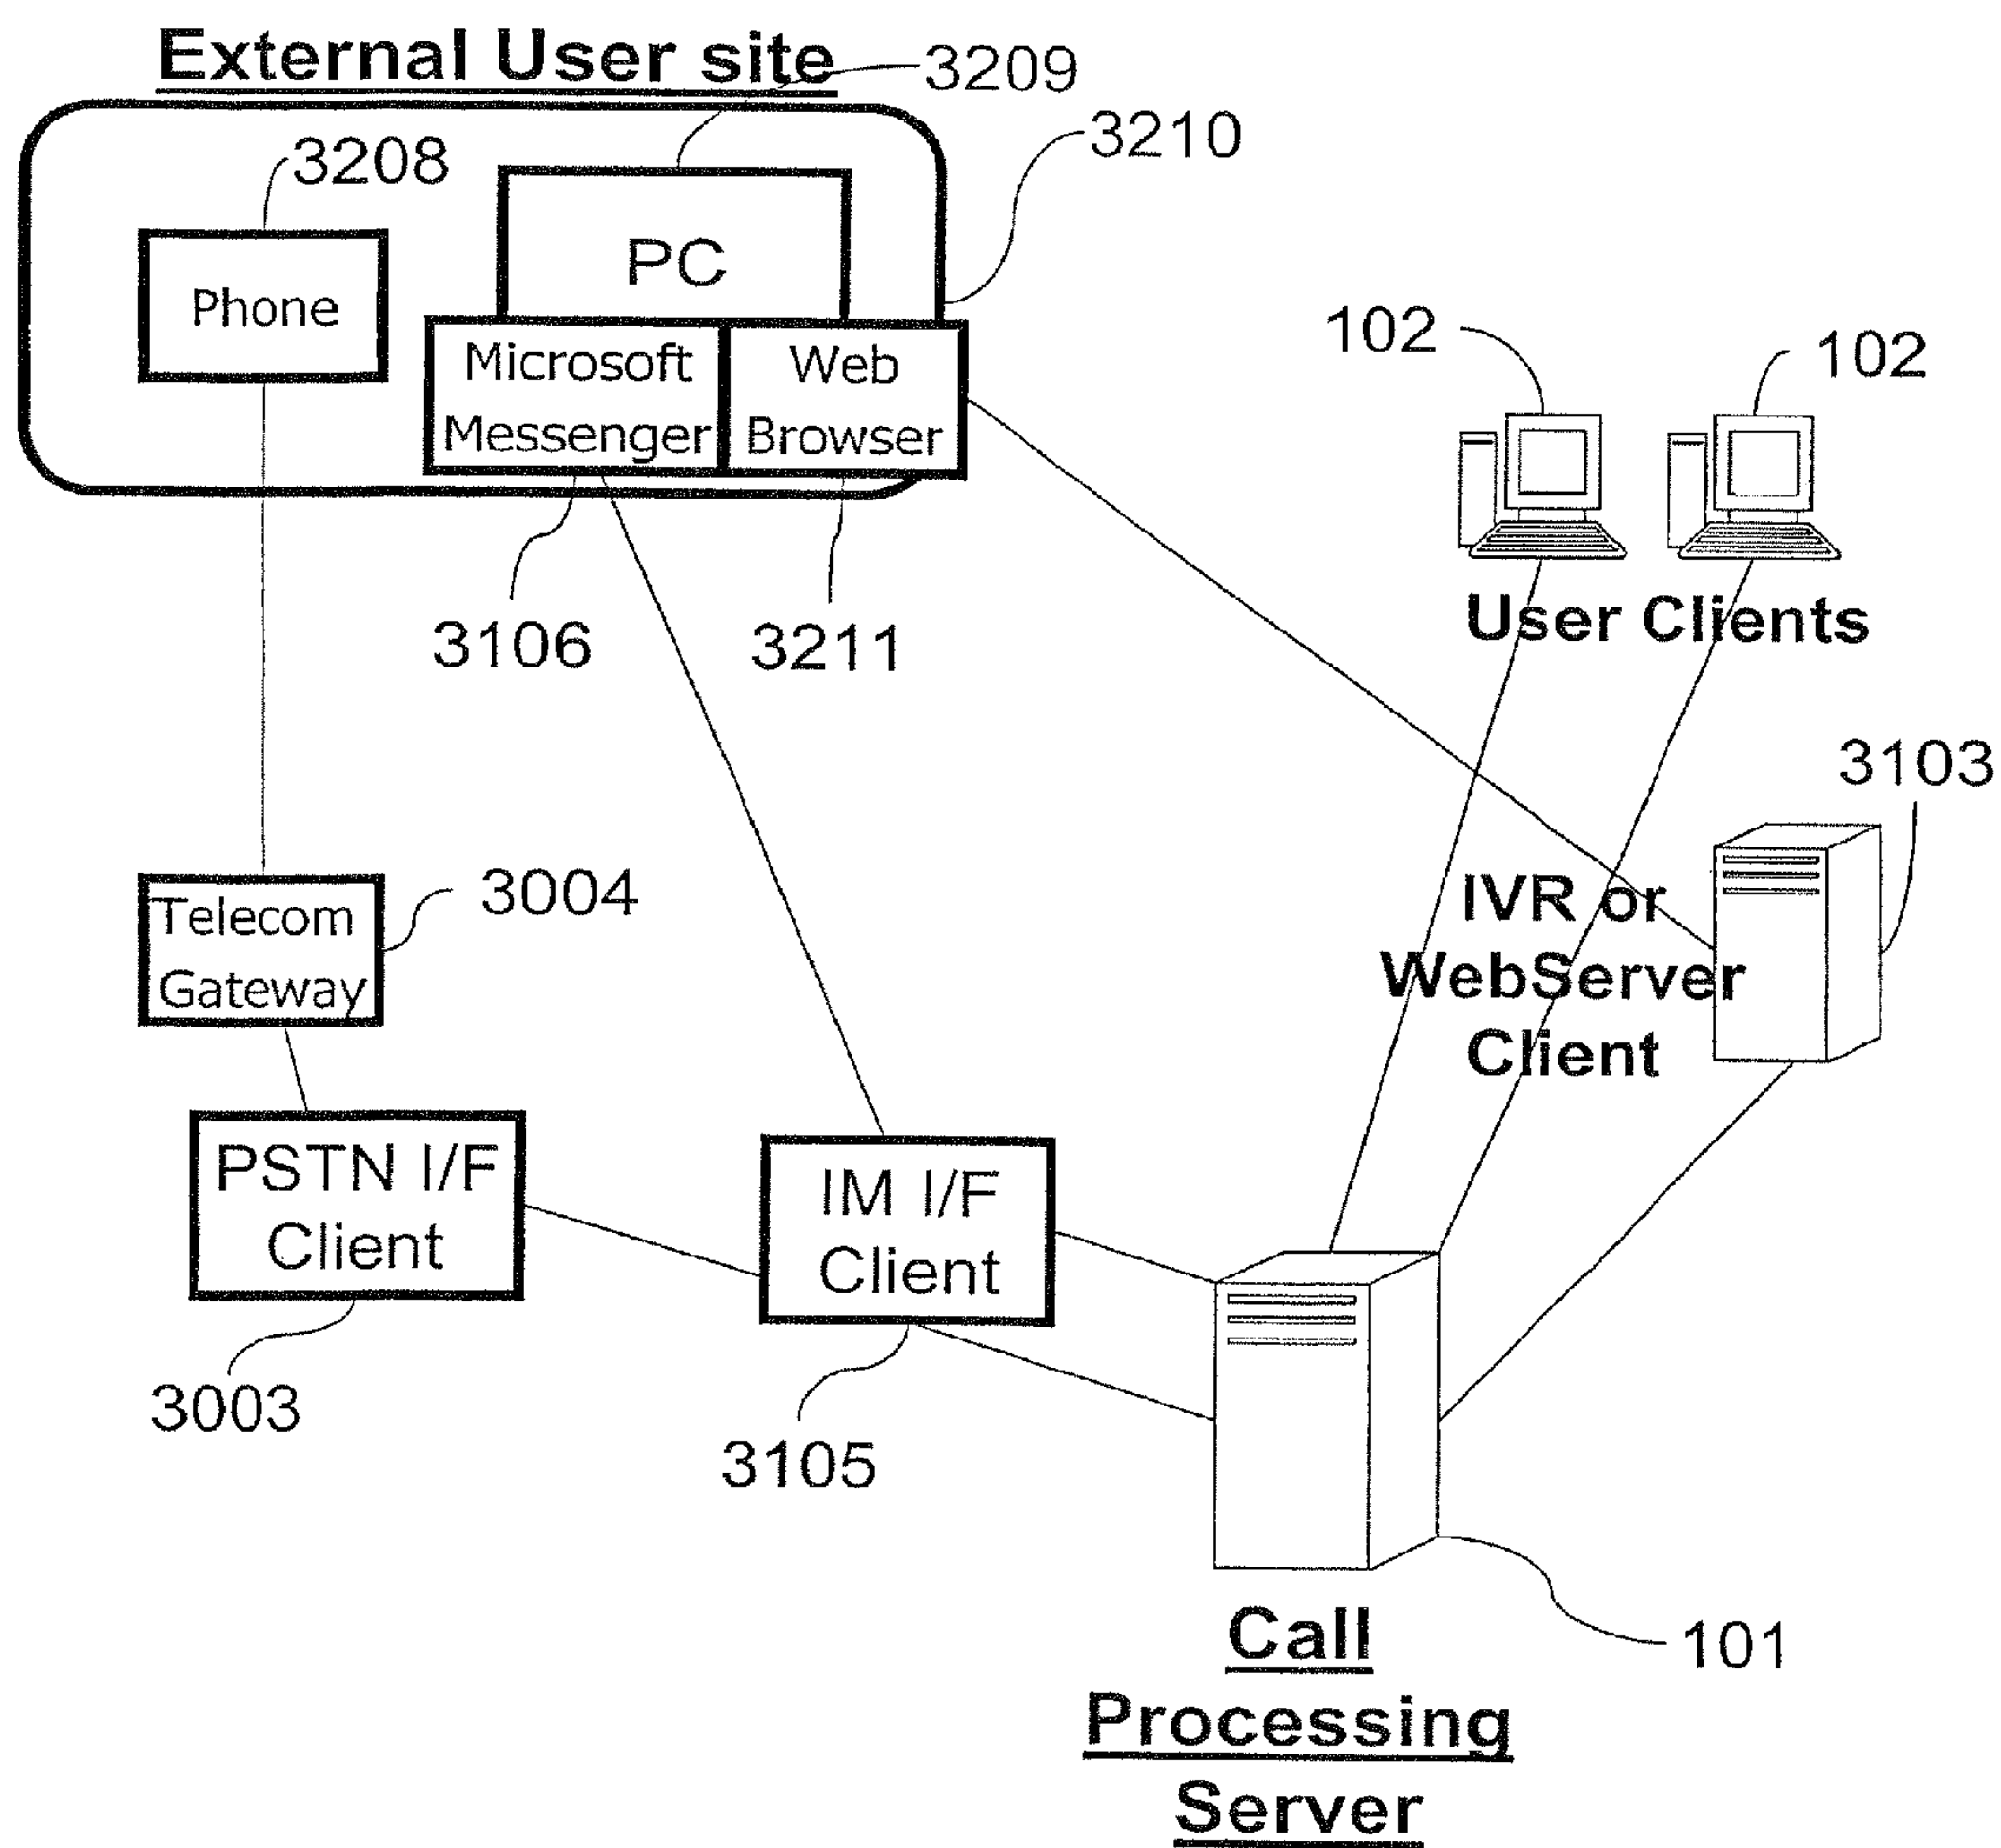 External User site
3209
3210
3208
PC
Phone
Microsoft
Messenger
Web
Browser
102
102
3106
3211
User Clients
3103
Telecom
Gateway
3004
IVR or
WebServer
Client
PSTN I/F
Client
IM I/F
Client
3003
3105
101
Call
Processing
Server